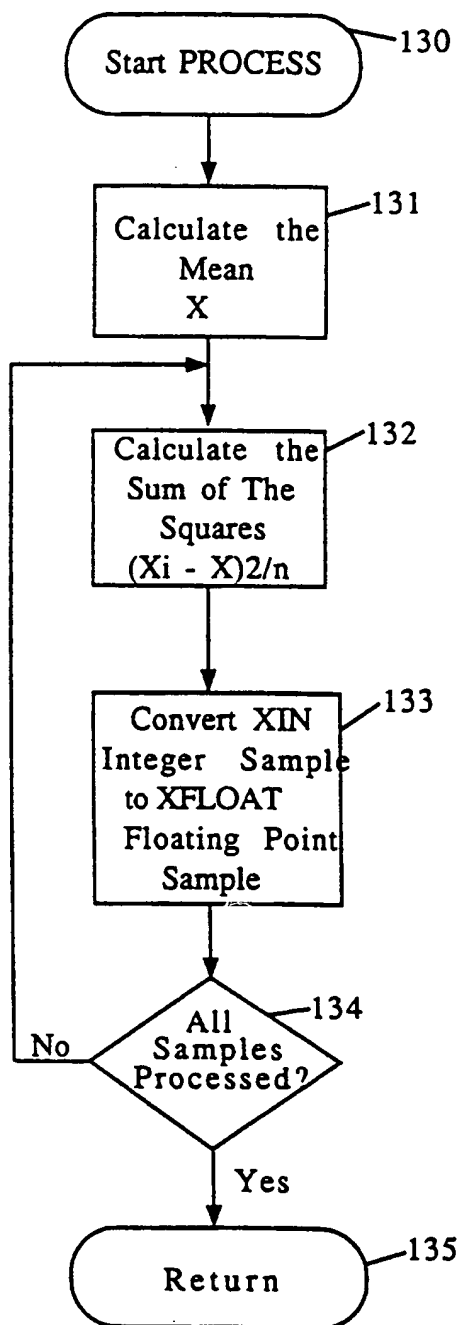 Start PROCESS
130
Calculate the
Mean
X
131
Calculate the
Sum of The
Squares
(Xi - X)2/n
132
Convert XIN
Integer Sample
to XFLOAT
Floating Point
Sample
133
All
Samples
Processed?
134
No
Yes
Return
135